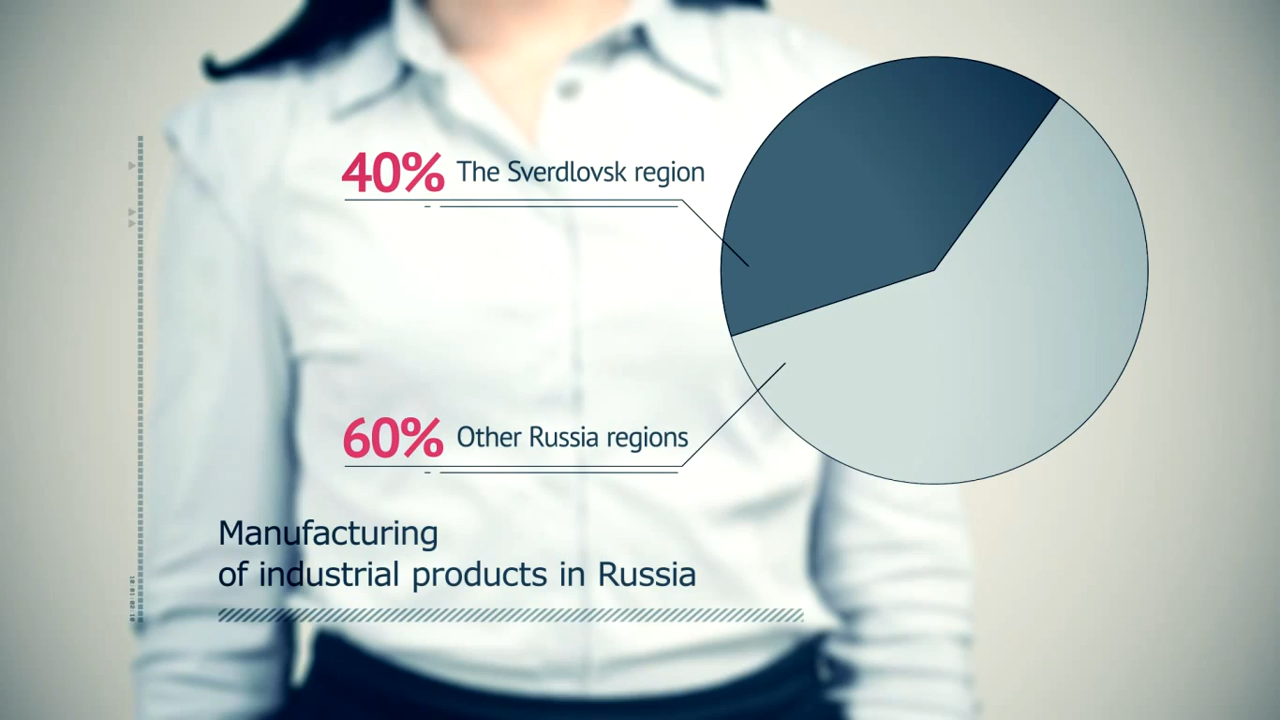 40% The Sverdlovsk region
60% Other Russia regions
Manufacturing
of industrial products in Russia